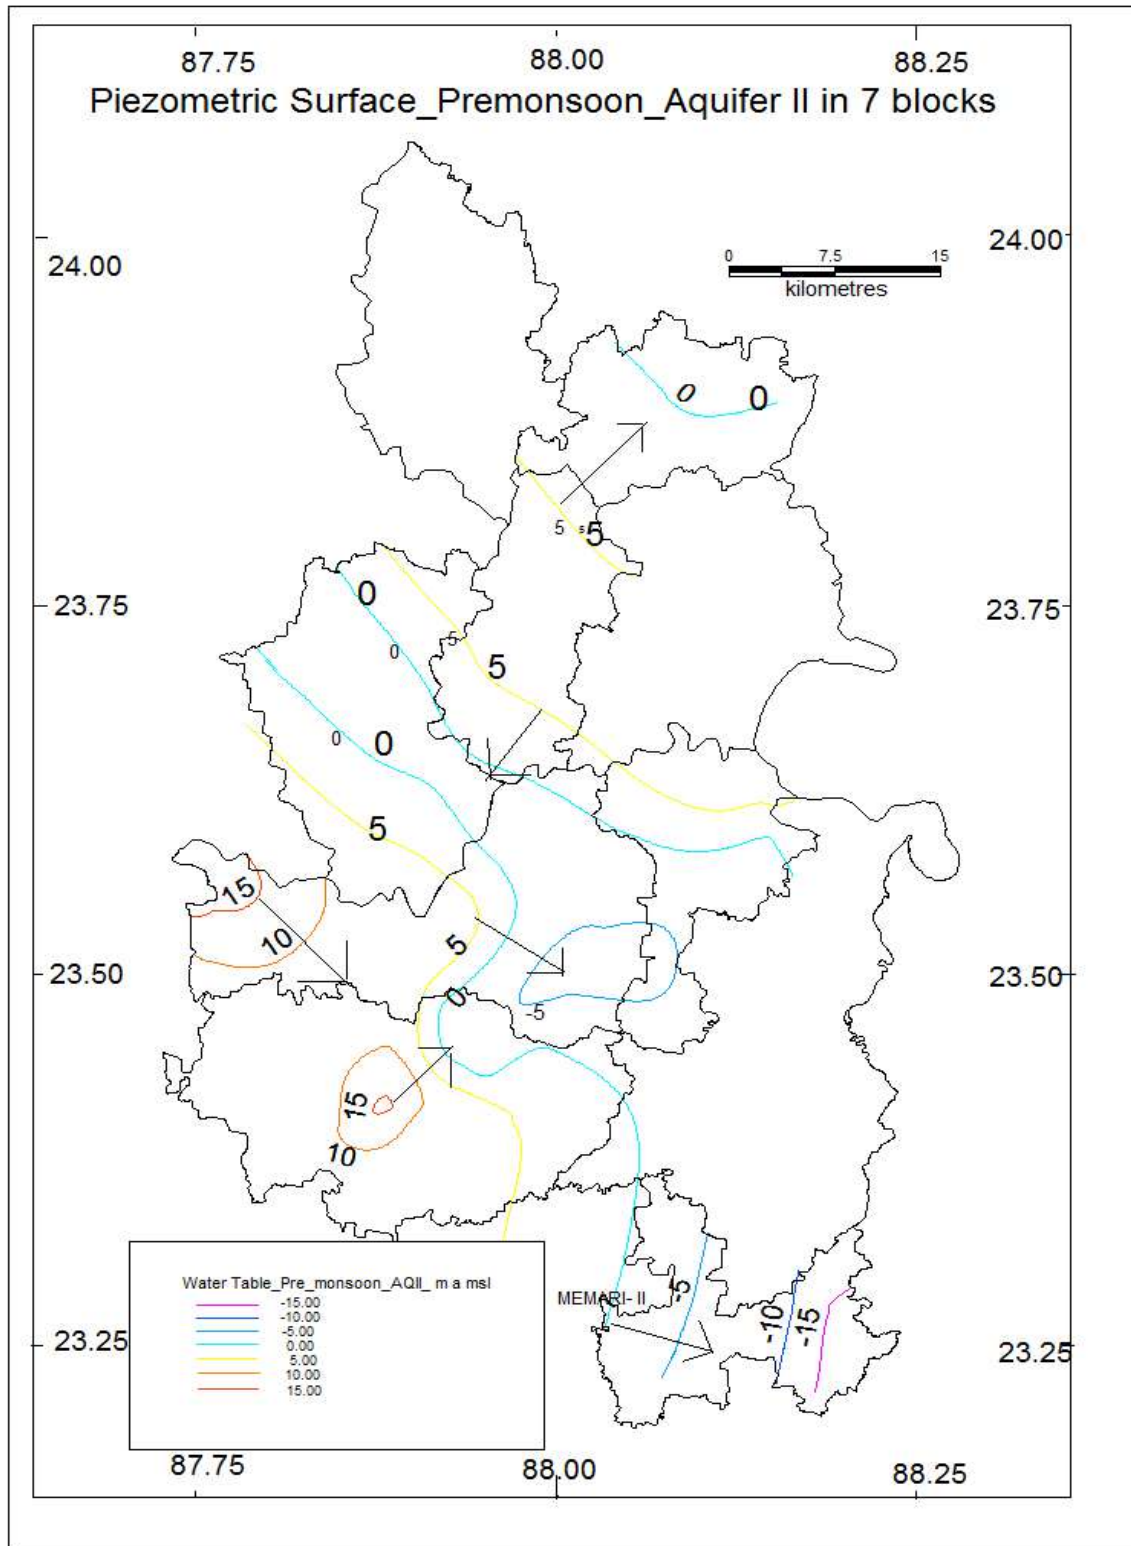 87.75 88.00 88.25
Piezometric Surface_Premonsoon_Aquifer II in 7 blocks
24.00 24.00
0 7.5 15
kilometres
0 0
5 5 5
23.75 23.75
0
0 5
5
0 0
5
15
10 5
23.50 23.50
0
-5
15
10
Water Table_Pre_monsoon_AQII_ m a msl
-15.00
-10.00
-5.00
0.00
5.00
10.00
15.00
MEMARI- II
0 -5 -10 -15
23.25 23.25
87.75 88.00 88.25